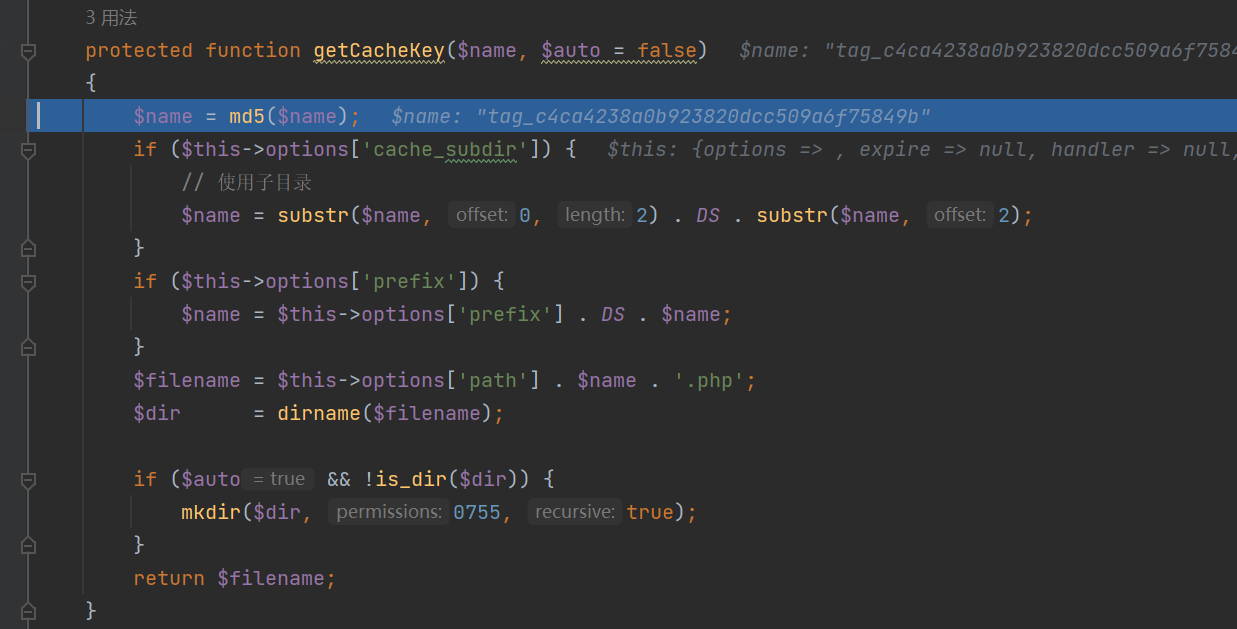 3 用法
protected function getCacheKey($name, $auto = false)   $name: "tag_c4ca4238a0b923820dcc509a6f7584
{
$name = md5($name);   $name: "tag_c4ca4238a0b923820dcc509a6f75849b"
if ($this->options['cache_subdir']) {   $this: {options => , expire => null, handler => null,
// 使用子目录
$name = substr($name, offset: 0, length: 2) . DS . substr($name, offset: 2);
}
if ($this->options['prefix']) {
$name = $this->options['prefix'] . DS . $name;
}
$filename = $this->options['path'] . $name . '.php';
$dir      = dirname($filename);
if ($auto = true && !is_dir($dir)) {
mkdir($dir, permissions: 0755, recursive: true);
}
return $filename;
}